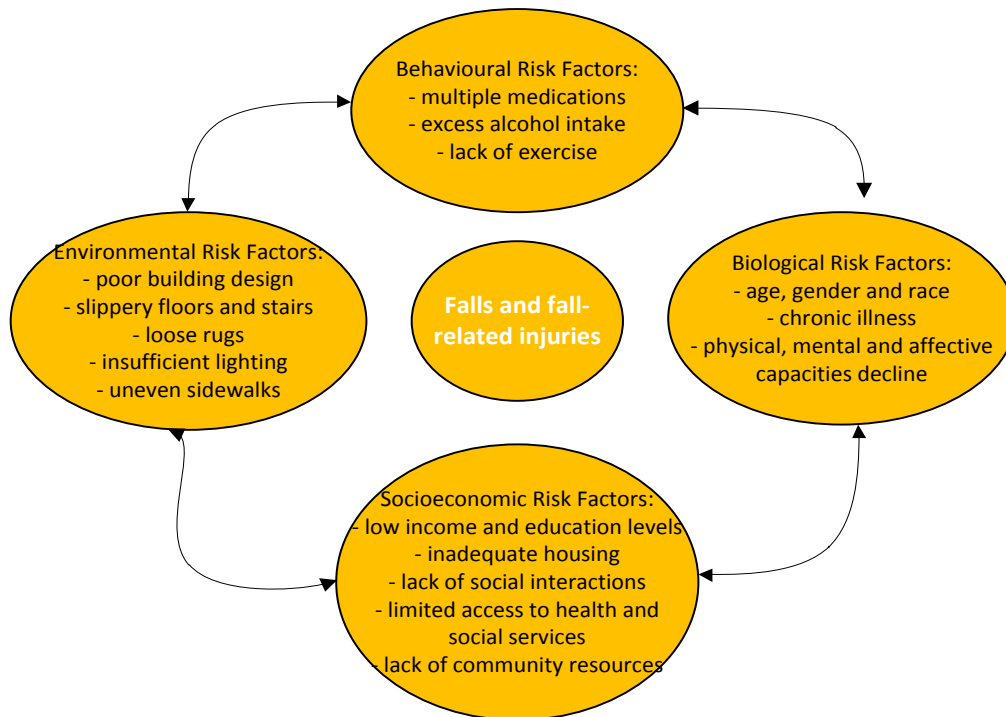 Behavioural Risk Factors:
- multiple medications
- excess alcohol intake
- lack of exercise
Environmental Risk Factors:
- poor building design
- slippery floors and stairs
- loose rugs
- insufficient lighting
- uneven sidewalks
Falls and fall-
related injuries
Biological Risk Factors:
- age, gender and race
- chronic illness
- physical, mental and affective
capacities decline
Socioeconomic Risk Factors:
- low income and education levels
- inadequate housing
- lack of social interactions
- limited access to health and
social services
- lack of community resources